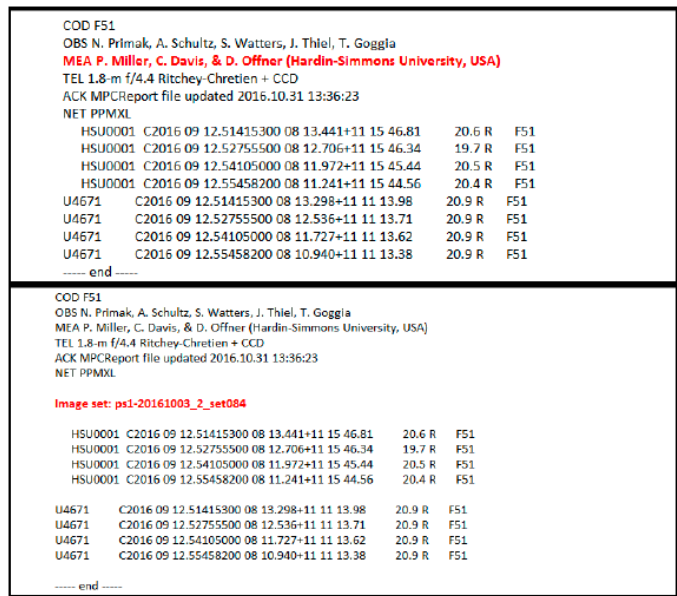 COD F51
OBS N. Primak, A. Schultz, S. Watters, J. Thiel, T. Goggia
MEA P. Miller, C. Davis, & D. Offner (Hardin-Simmons University, USA)
TEL 1.8-m f/4.4 Ritchey-Chretien + CCD
ACK MPCReport file updated 2016.10.31 13:36:23
NET PPMXL
HSU0001 C2016 09 12.51415300 08 13.441+11 15 46.81 20.6 R F51
HSU0001 C2016 09 12.52755500 08 12.706+11 15 46.34 19.7 R F51
HSU0001 C2016 09 12.54105000 08 11.972+11 15 45.44 20.5 R F51
HSU0001 C2016 09 12.55458200 08 11.241+11 15 44.56 20.4 R F51
U4671 C2016 09 12.51415300 08 13.298+11 11 13.98 20.9 R F51
U4671 C2016 09 12.52755500 08 12.536+11 11 13.71 20.9 R F51
U4671 C2016 09 12.54105000 08 11.727+11 11 13.62 20.9 R F51
U4671 C2016 09 12.55458200 08 10.940+11 11 13.38 20.9 R F51
----- end -----
COD F51
OBS N. Primak, A. Schultz, S. Watters, J. Thiel, T. Goggia
MEA P. Miller, C. Davis, & D. Offner (Hardin-Simmons University, USA)
TEL 1.8-m f/4.4 Ritchey-Chretien + CCD
ACK MPCReport file updated 2016.10.31 13:36:23
NET PPMXL
Image set: ps1-20161003_2_set084
HSU0001 C2016 09 12.51415300 08 13.441+11 15 46.81 20.6 R F51
HSU0001 C2016 09 12.52755500 08 12.706+11 15 46.34 19.7 R F51
HSU0001 C2016 09 12.54105000 08 11.972+11 15 45.44 20.5 R F51
HSU0001 C2016 09 12.55458200 08 11.241+11 15 44.56 20.4 R F51
U4671 C2016 09 12.51415300 08 13.298+11 11 13.98 20.9 R F51
U4671 C2016 09 12.52755500 08 12.536+11 11 13.71 20.9 R F51
U4671 C2016 09 12.54105000 08 11.727+11 11 13.62 20.9 R F51
U4671 C2016 09 12.55458200 08 10.940+11 11 13.38 20.9 R F51
----- end -----